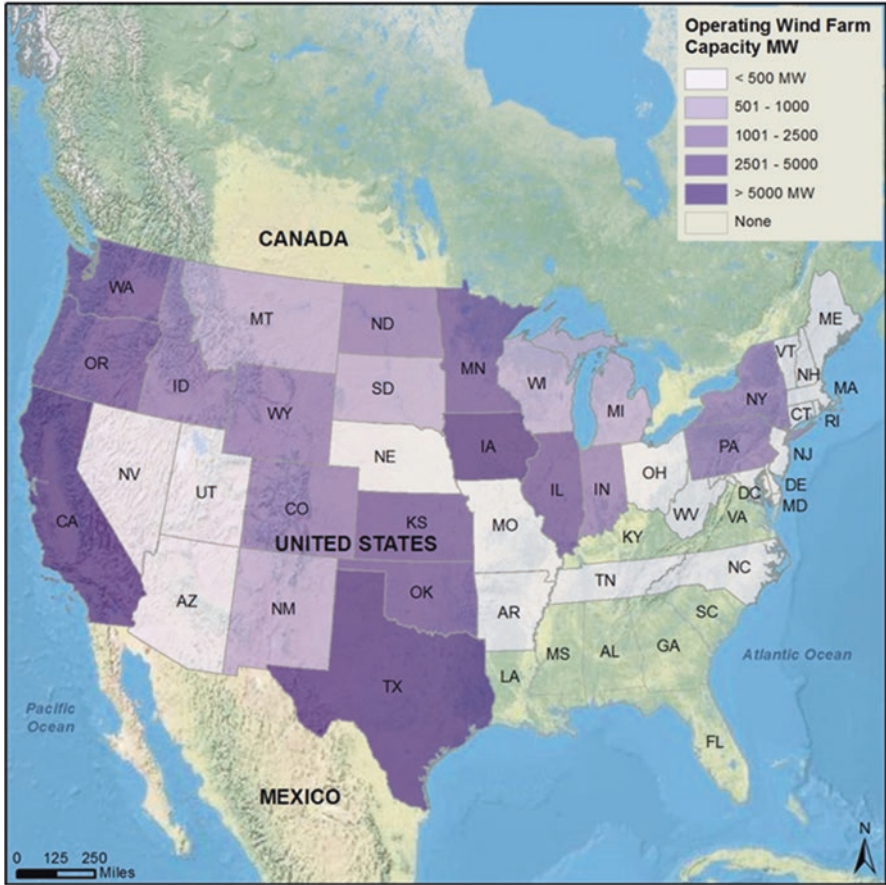 Operating Wind Farm
Capacity MW
< 500 MW
501 - 1000
1001 - 2500
2501 - 5000
> 5000 MW
None
CANADA
WA
MT
ND
ME
VT
OR
MN
NH
ID
SD
WI
MA
WY
MI
NY
CT
RI
NE
IA
PA
NV
OH
NJ
UT
IL
IN
DE
CO
DC
MD
CA
KS
MO
WV
VA
KY
UNITED STATES
NC
AZ
NM
OK
TN
AR
SC
MS
AL
GA
Atlantic Ocean
LA
TX
Pacific
Ocean
FL
MEXICO
N
0 125 250
Miles